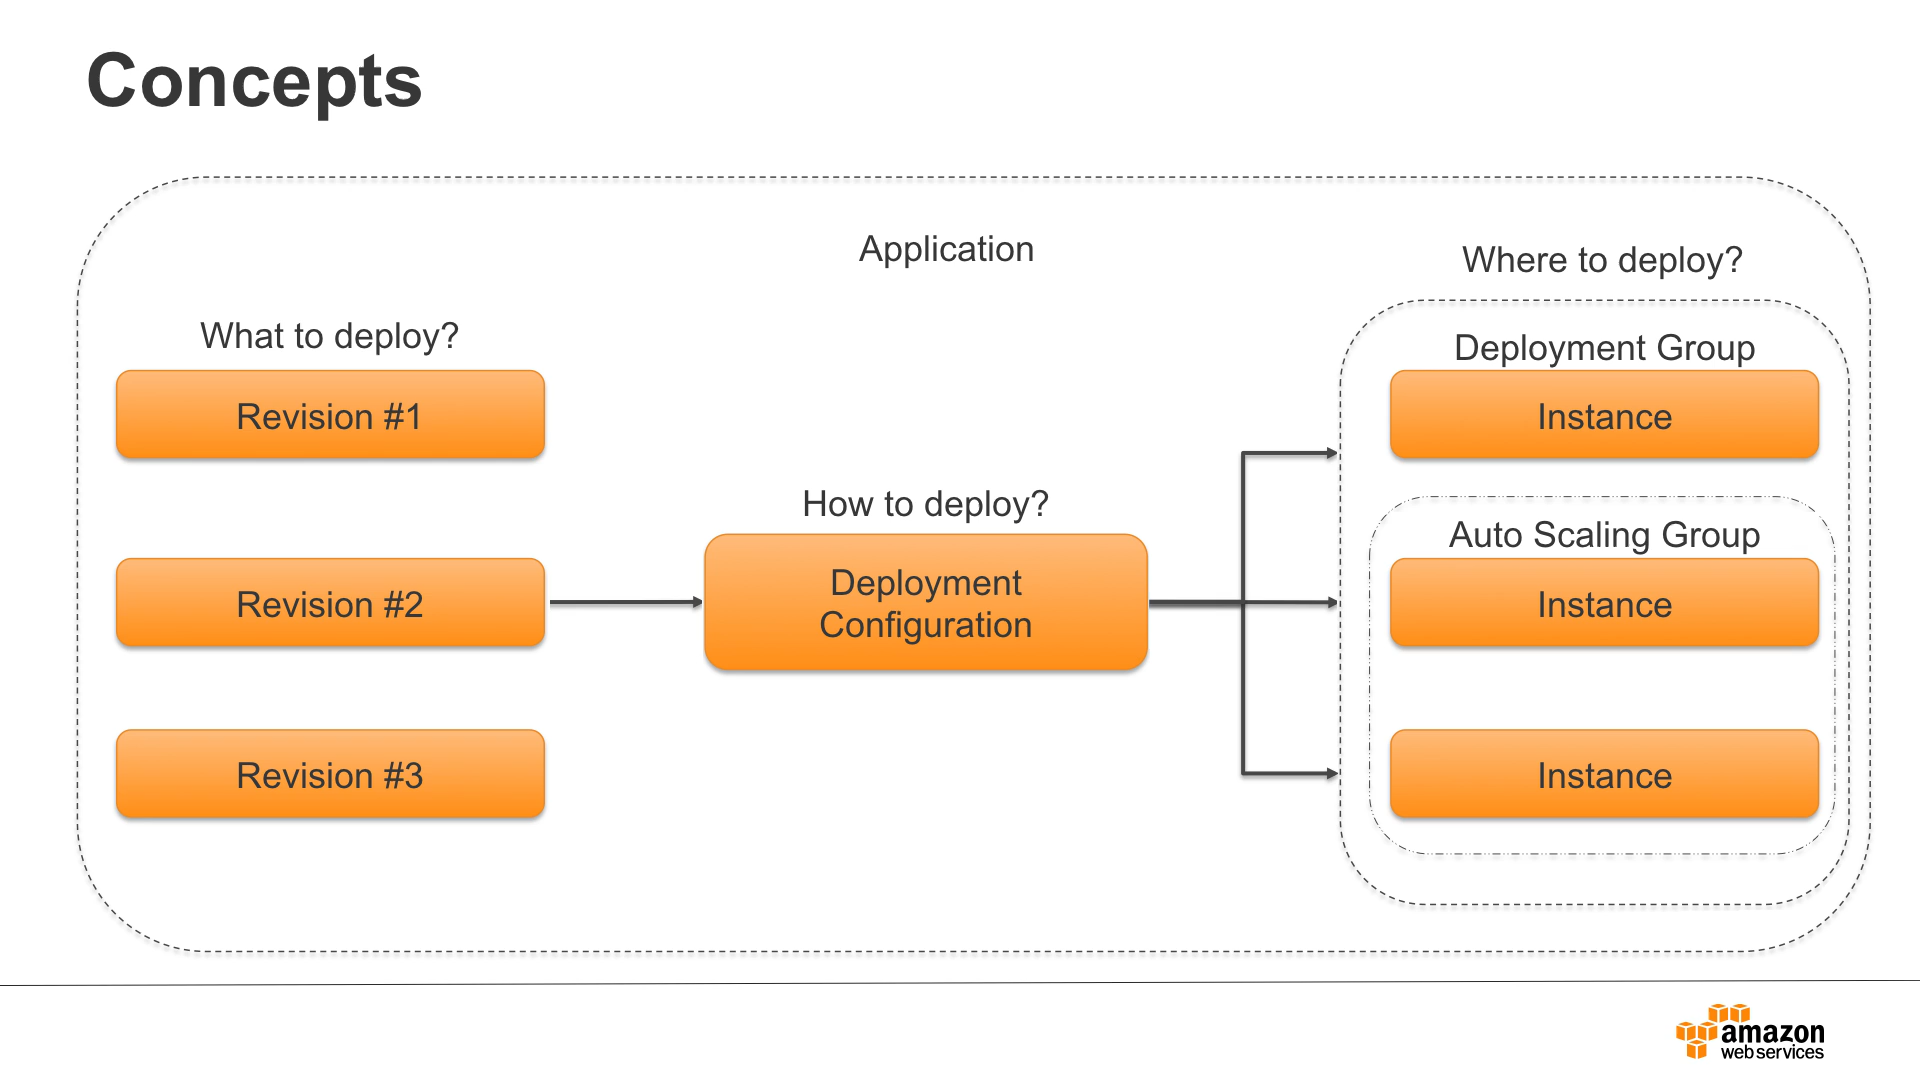 Concepts
Application
What to deploy?
Revision #1
Revision #2
Revision #3
How to deploy?
Deployment
Configuration
Where to deploy?
Deployment Group
Instance
Auto Scaling Group
Instance
Instance
amazon
webservices